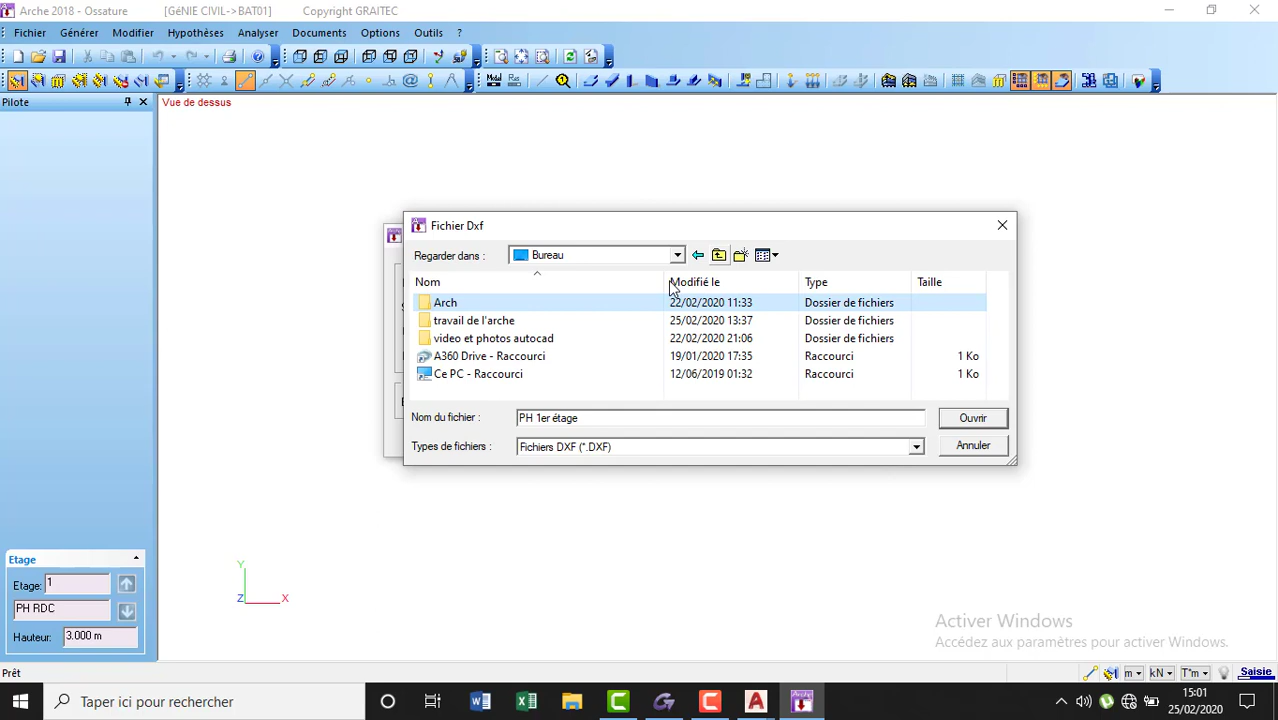 Arche 2018 - Ossature [GéNIE CIVIL->BAT01] Copyright GRAITEC
Fichier Générer Modifier Hypothèses Analyser Documents Options Outils ?
Pilote
Vue de dessus
Fichier Dxf
Regarder dans : Bureau
Nom Modifié le Type Taille
Arch 22/02/2020 11:33 Dossier de fichiers
travail de l'arche 25/02/2020 13:37 Dossier de fichiers
video et photos autocad 22/02/2020 21:06 Dossier de fichiers
A360 Drive - Raccourci 19/01/2020 17:35 Raccourci 1 Ko
Ce PC - Raccourci 12/06/2019 01:32 Raccourci 1 Ko
Nom du fichier : PH 1er étage Ouvrir
Types de fichiers : Fichiers DXF (*.DXF) Annuler
Etage
Etage: 1
PH RDC
Hauteur: 3.000 m
Y
Z X
Activer Windows
Accédez aux paramètres pour activer Windows.
Prêt m kN T*m Saisie
Taper ici pour rechercher
15:01
25/02/2020